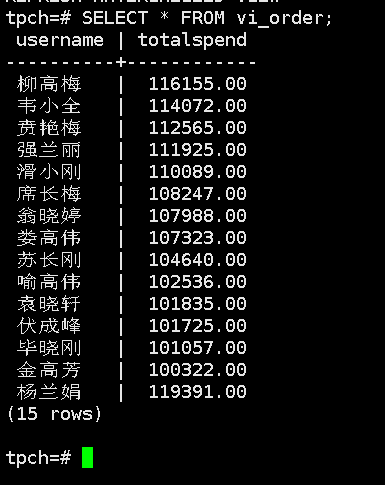 tpch=# SELECT * FROM vi_order;
username | totalspend
----------+------------
柳高梅 | 116155.00
韦小全 | 114072.00
贲艳梅 | 112565.00
强兰丽 | 111925.00
滑小刚 | 110089.00
席长梅 | 108247.00
翁晓婷 | 107988.00
娄高伟 | 107323.00
苏长刚 | 104640.00
喻高伟 | 102536.00
袁晓轩 | 101835.00
伏成峰 | 101725.00
毕晓刚 | 101057.00
金高芳 | 100322.00
杨兰娟 | 119391.00
(15 rows)
tpch=#